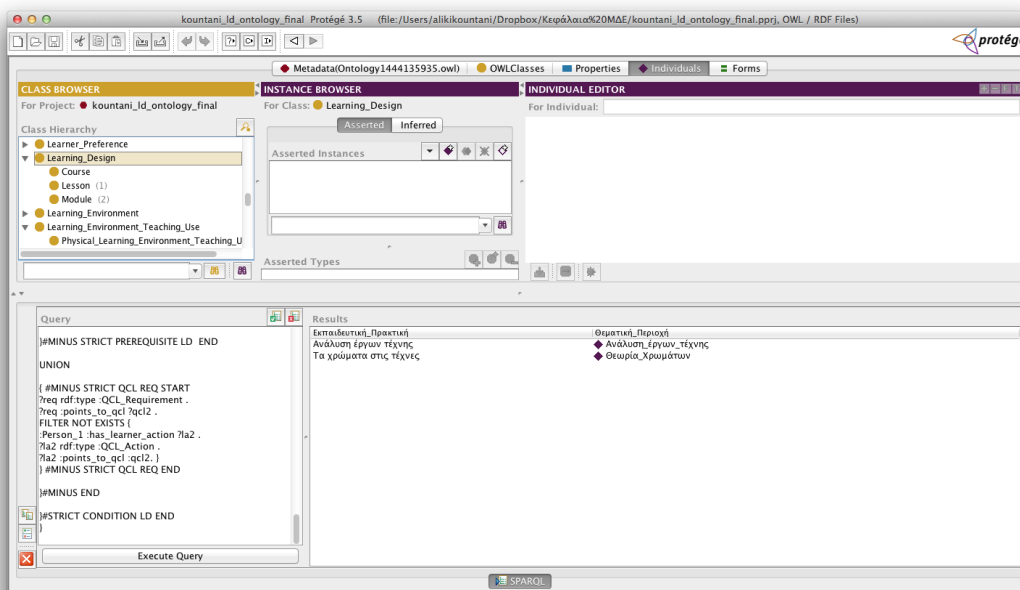 kountani_ld_ontology_final Protégé 3.5 (file:/Users/alikikountani/Dropbox/Κεφάλαια%20ΜΔΕ/kountani_ld_ontology_final.pprj, OWL / RDF Files)
protégé
Metadata(Ontology1444135935.owl) OWLClasses Properties Individuals Forms
CLASS BROWSER
For Project: kountani_ld_ontology_final
Class Hierarchy
Learner_Preference
Learning_Design
Course
Lesson (1)
Module (2)
Learning_Environment
Learning_Environment_Teaching_Use
Physical_Learning_Environment_Teaching_U
INSTANCE BROWSER
For Class: Learning_Design
Asserted Inferred
Asserted Instances
Asserted Types
INDIVIDUAL EDITOR
For Individual:
Query
}#MINUS STRICT PREREQUISITE LD END
UNION
{ #MINUS STRICT QCL REQ START
?req rdf:type :QCL_Requirement .
?req :points_to_qcl ?qcl2 .
FILTER NOT EXISTS {
:Person_1 :has_learner_action ?la2 .
?la2 rdf:type :QCL_Action .
?la2 :points_to_qcl :qcl2. }
} #MINUS STRICT QCL REQ END
}#MINUS END
}#STRICT CONDITION LD END
}
Execute Query
Results
Εκπαιδευτική_Πρακτική Θεματική_Περιοχή
Ανάλυση έργων τέχνης Ανάλυση_έργων_τέχνης
Τα χρώματα στις τέχνες Θεωρία_Χρωμάτων
SPARQL